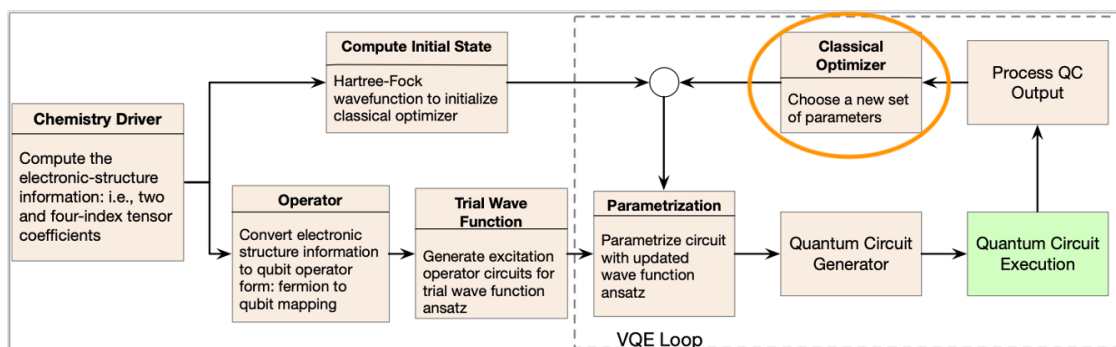 Chemistry Driver
Compute the
electronic-structure
information: i.e., two
and four-index tensor
coefficients
Compute Initial State
Hartree-Fock
wavefunction to initialize
classical optimizer
Operator
Convert electronic
structure information
to qubit operator
form: fermion to
qubit mapping
Trial Wave
Function
Generate excitation
operator circuits for
trial wave function
ansatz
Classical
Optimizer
Choose a new set
of parameters
Process QC
Output
Parametrization
Parametrize circuit
with updated
wave function
ansatz
Quantum Circuit
Generator
Quantum Circuit
Execution
VQE Loop